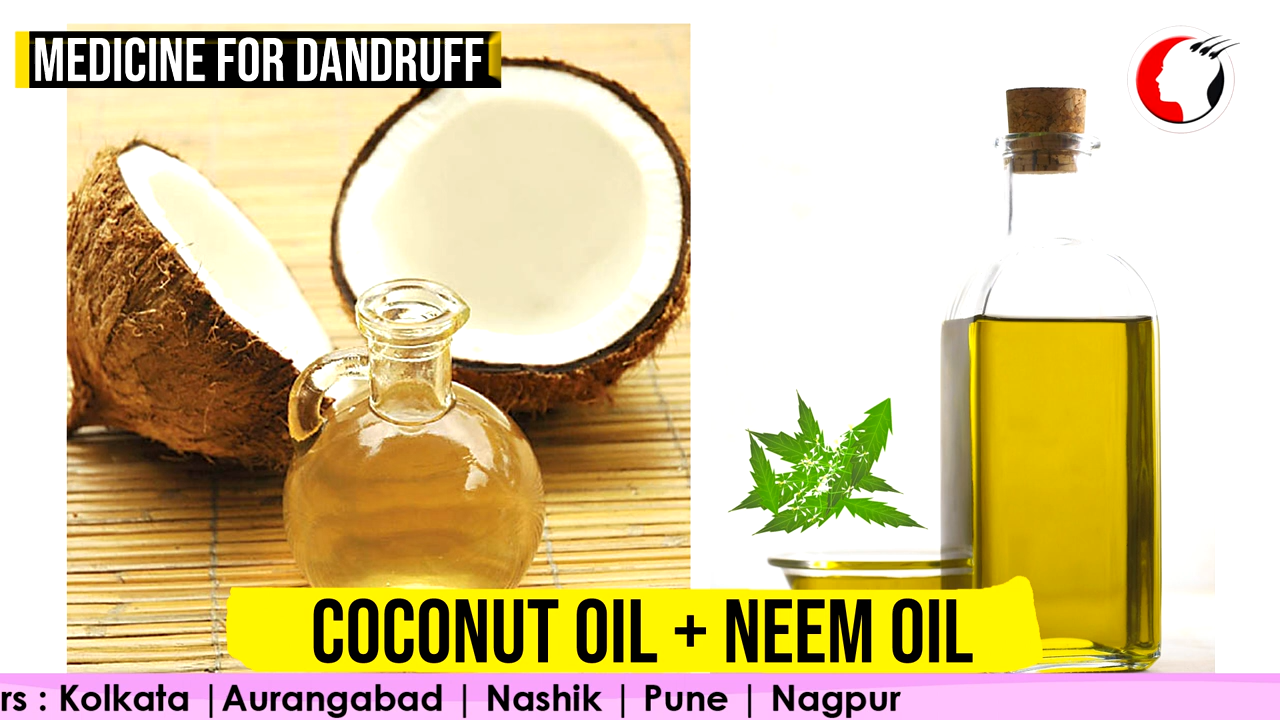 MEDICINE FOR DANDRUFF
COCONUT OIL + NEEM OIL
rs : Kolkata | Aurangabad | Nashik | Pune | Nagpur